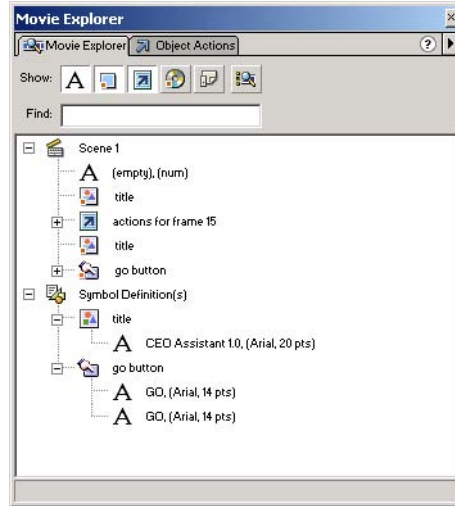 Movie Explorer
Movie Explorer Object Actions ?
Show: A
Find:
Scene 1
A (empty), (num)
title
actions for frame 15
title
go button
Symbol Definition(s)
title
A CEO Assistant 1.0, (Arial, 20 pts)
go button
A GO, (Arial, 14 pts)
A GO, (Arial, 14 pts)